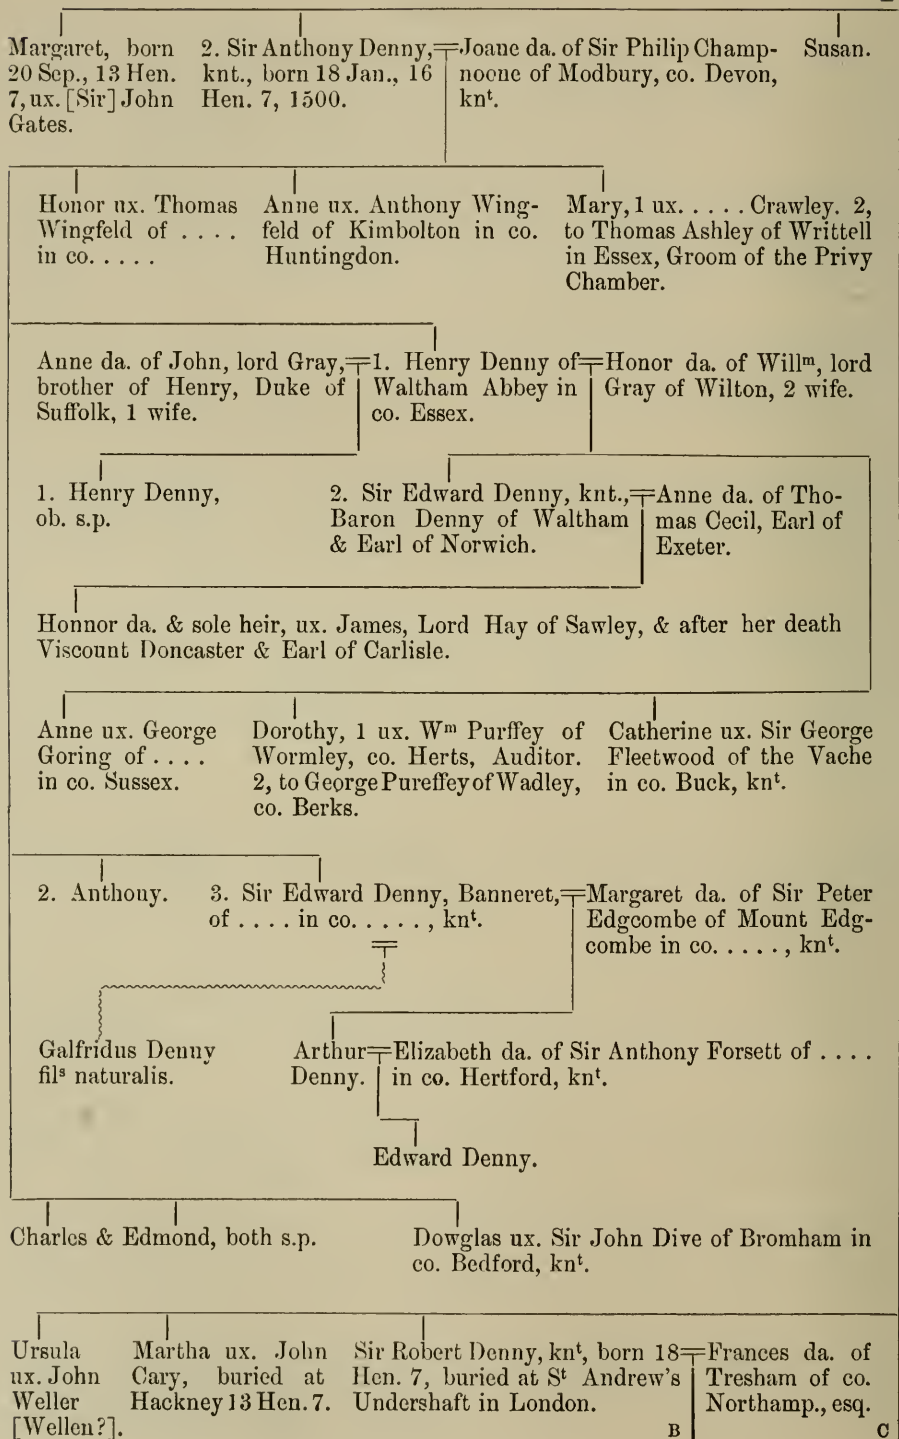 Margaret, born
20 Sep., 13 Hen.
7, ux. [Sir] John
Gates.
2. Sir Anthony Denny,
knt., born 18 Jan., 16
Hen. 7, 1500.
Joane da. of Sir Philip Champ-
noone of Modbury, co. Devon,
knt.
Susan.
Honor ux. Thomas
Wingfeld of . . . .
in co. . . . .
Anne ux. Anthony Wing-
feld of Kimbolton in co.
Huntingdon.
Mary, 1 ux. . . . . Crawley. 2,
to Thomas Ashley of Writtell
in Essex, Groom of the Privy
Chamber.
Anne da. of John, lord Gray,
brother of Henry, Duke of
Suffolk, 1 wife.
1. Henry Denny of
Waltham Abbey in
co. Essex.
Honor da. of Willm, lord
Gray of Wilton, 2 wife.
1. Henry Denny,
ob. s.p.
2. Sir Edward Denny, knt.,
Baron Denny of Waltham
& Earl of Norwich.
Anne da. of Tho-
mas Cecil, Earl of
Exeter.
Honnor da. & sole heir, ux. James, Lord Hay of Sawley, & after her death
Viscount Doncaster & Earl of Carlisle.
Anne ux. George
Goring of . . . .
in co. Sussex.
Dorothy, 1 ux. Wm Purffey of
Wormley, co. Herts, Auditor.
2, to George Pureffey of Wadley,
co. Berks.
Catherine ux. Sir George
Fleetwood of the Vache
in co. Buck, knt.
2. Anthony.
3. Sir Edward Denny, Banneret,
of . . . . in co. . . . . , knt.
Margaret da. of Sir Peter
Edgcombe of Mount Edg-
combe in co. . . . . , knt.
Galfridus Denny
fils naturalis.
Arthur
Denny.
Elizabeth da. of Sir Anthony Forsett of . . . .
in co. Hertford, knt.
Edward Denny.
Charles & Edmond, both s.p.
Dowglas ux. Sir John Dive of Bromham in
co. Bedford, knt.
Ursula
ux. John
Weller
[Wellen?].
Martha ux. John
Cary, buried at
Hackney 13 Hen. 7.
Sir Robert Denny, knt, born 18
Hen. 7, buried at St Andrew's
Undershaft in London.
Frances da. of
Tresham of co.
Northamp., esq.
B
C